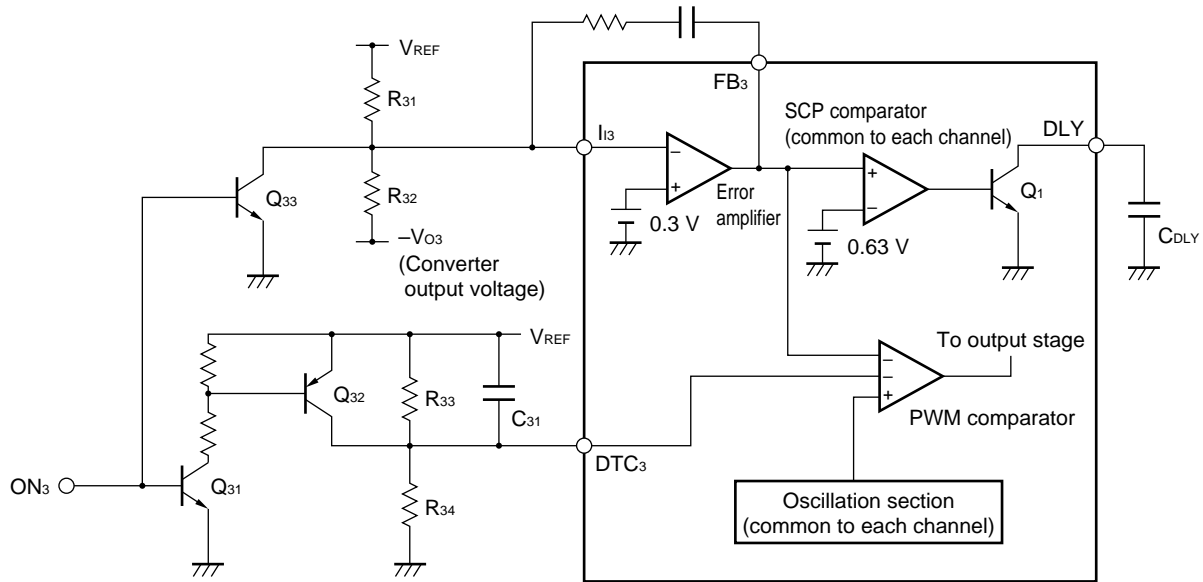 VREF
R31
FB3
SCP comparator
(common to each channel)
DLY
II3
−
+
Error
amplifier
0.3 V
+
−
0.63 V
Q1
CDLY
Q33
R32
–VO3
(Converter
output voltage)
VREF
Q32
R33
C31
To output stage
−
−
+
PWM comparator
DTC3
ON3
Q31
R34
Oscillation section
(common to each channel)